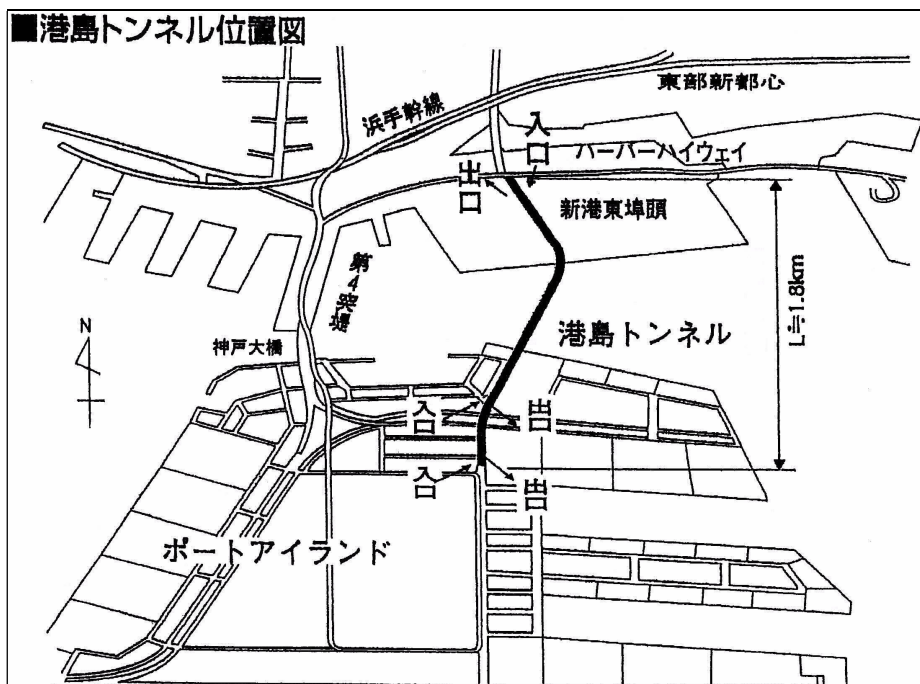 ■港島トンネル位置図
東部新都心
浜手幹線
入口
ハーバーハイウェイ
出口
新港東埠頭
第4突堤
L≒1.8km
港島トンネル
N
神戸大橋
入口
出口
入口
出口
ポートアイランド